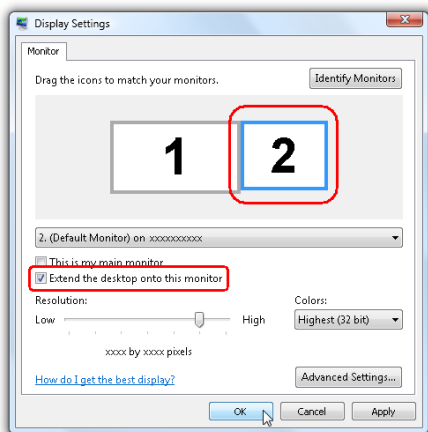 Display Settings
Monitor
Drag the icons to match your monitors.
Identify Monitors
1
2
2. (Default Monitor) on xxxxxxxxxx
This is my main monitor
Extend the desktop onto this monitor
Resolution:
Colors:
Low
High
Highest (32 bit)
xxxx by xxxx pixels
How do I get the best display?
Advanced Settings...
OK
Cancel
Apply